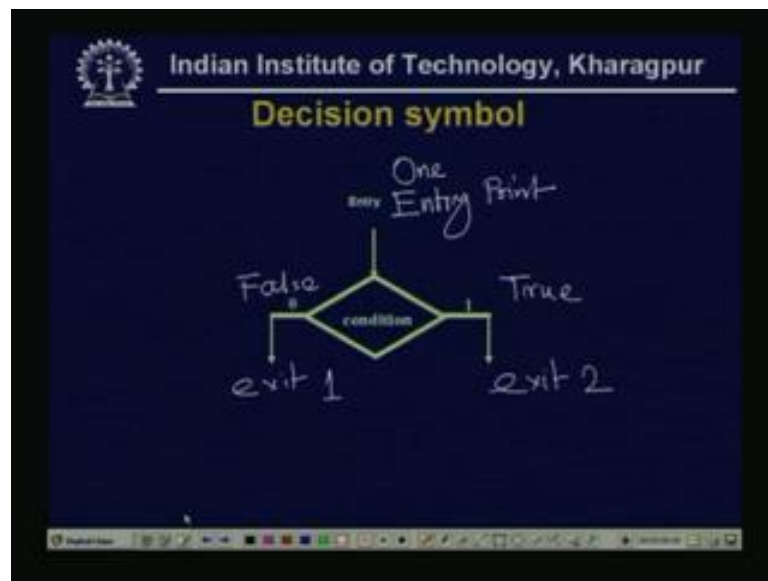 Indian Institute of Technology, Kharagpur
Decision symbol
One
Entry Entry Point
False True
0 1
condition
exit 1 exit 2